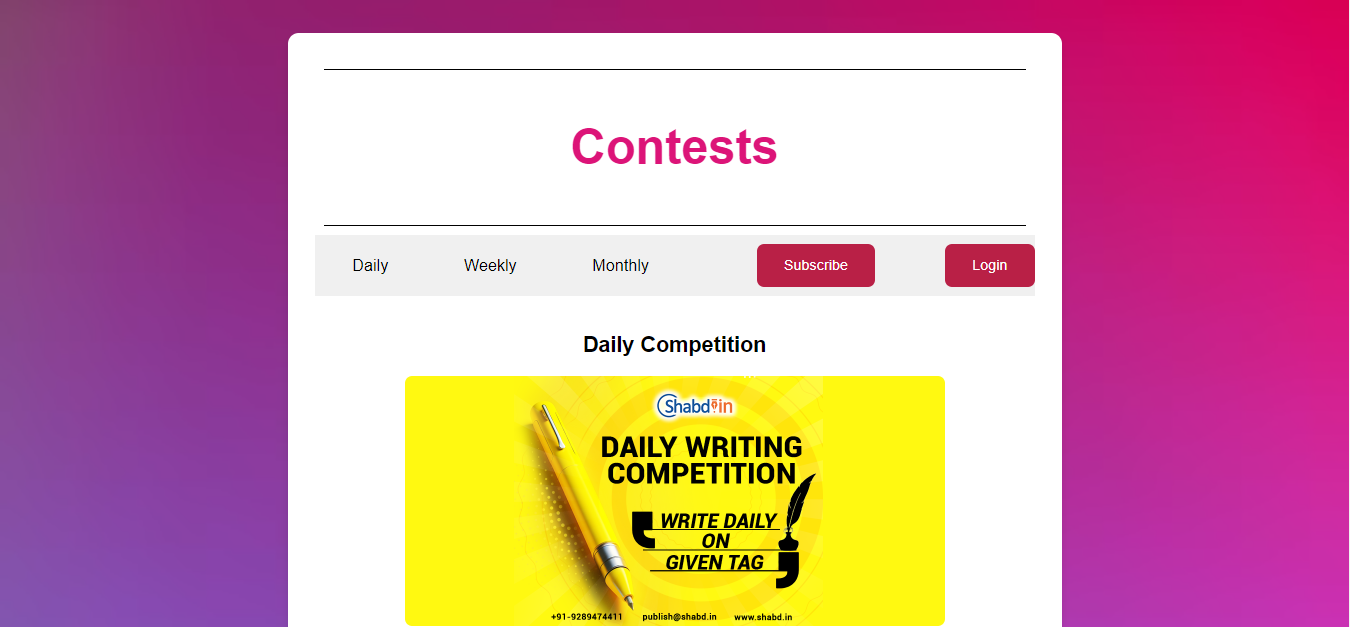 Contests
Daily Weekly Monthly Subscribe Login
Daily Competition
Shabd.in
DAILY WRITING
COMPETITION
WRITE DAILY
ON
GIVEN TAG
+91-9289474411 publish@shabd.in www.shabd.in